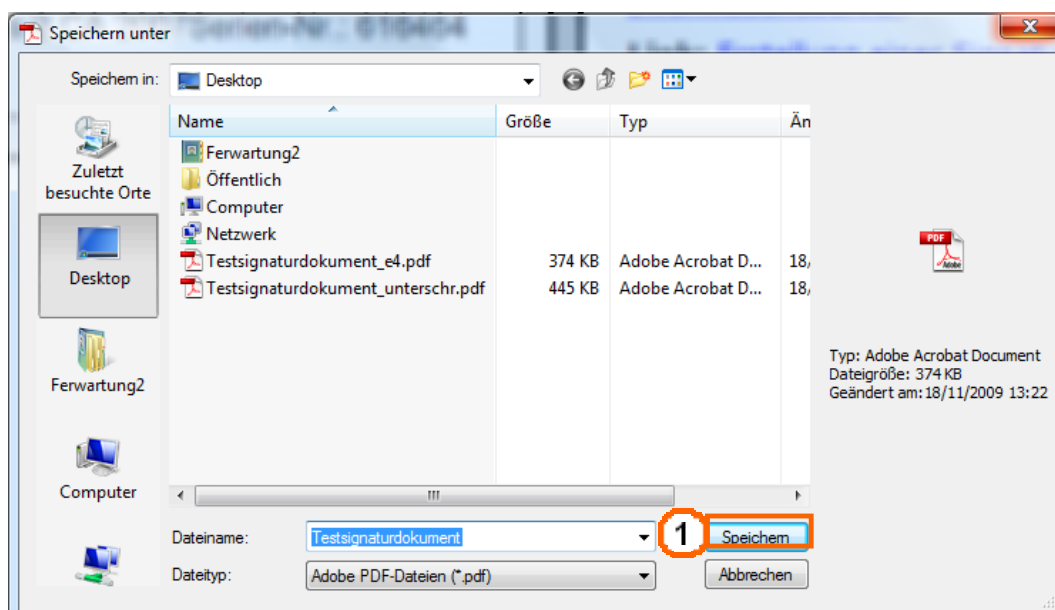 Speichern unter
Speichern in:
Desktop
Name
Größe
Typ
Än
Zuletzt
besuchte Orte
Desktop
Ferwartung2
Computer
Ferwartung2
Öffentlich
Computer
Netzwerk
Testsignaturdokument_e4.pdf 374 KB Adobe Acrobat D... 18/
Testsignaturdokument_unterschr.pdf 445 KB Adobe Acrobat D... 18/
PDF
Adobe
Typ: Adobe Acrobat Document
Dateigröße: 374 KB
Geändert am: 18/11/2009 13:22
Dateiname:
Testsignaturdokument
1
Speichern
Dateityp:
Adobe PDF-Dateien (*.pdf)
Abbrechen